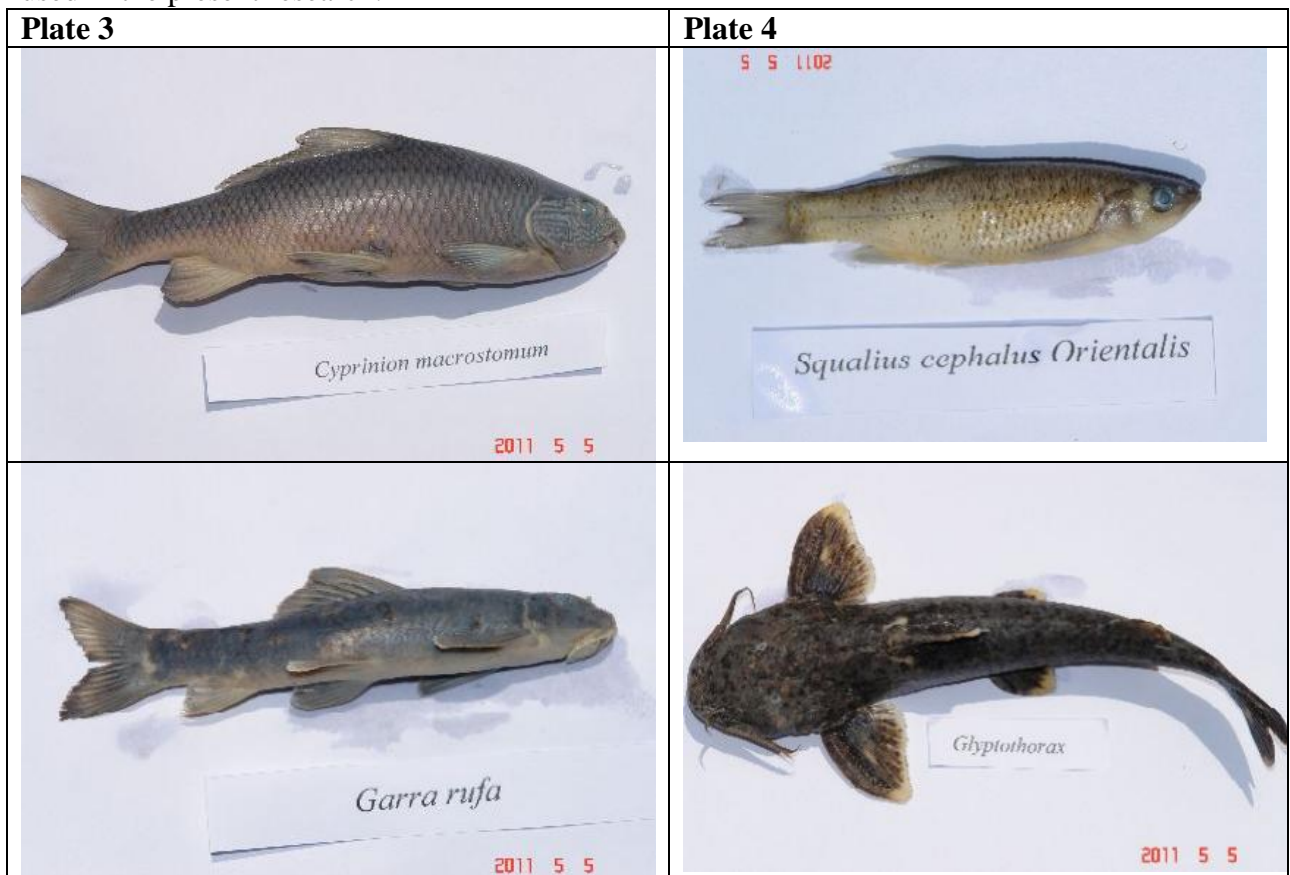 Plate 3
Plate 4
2011 5 5
Cyprinion macrostomum
2011 5 5
Squalius cephalus Orientalis
Garra rufa
2011 5 5
Glyptothorax
2011 5 5